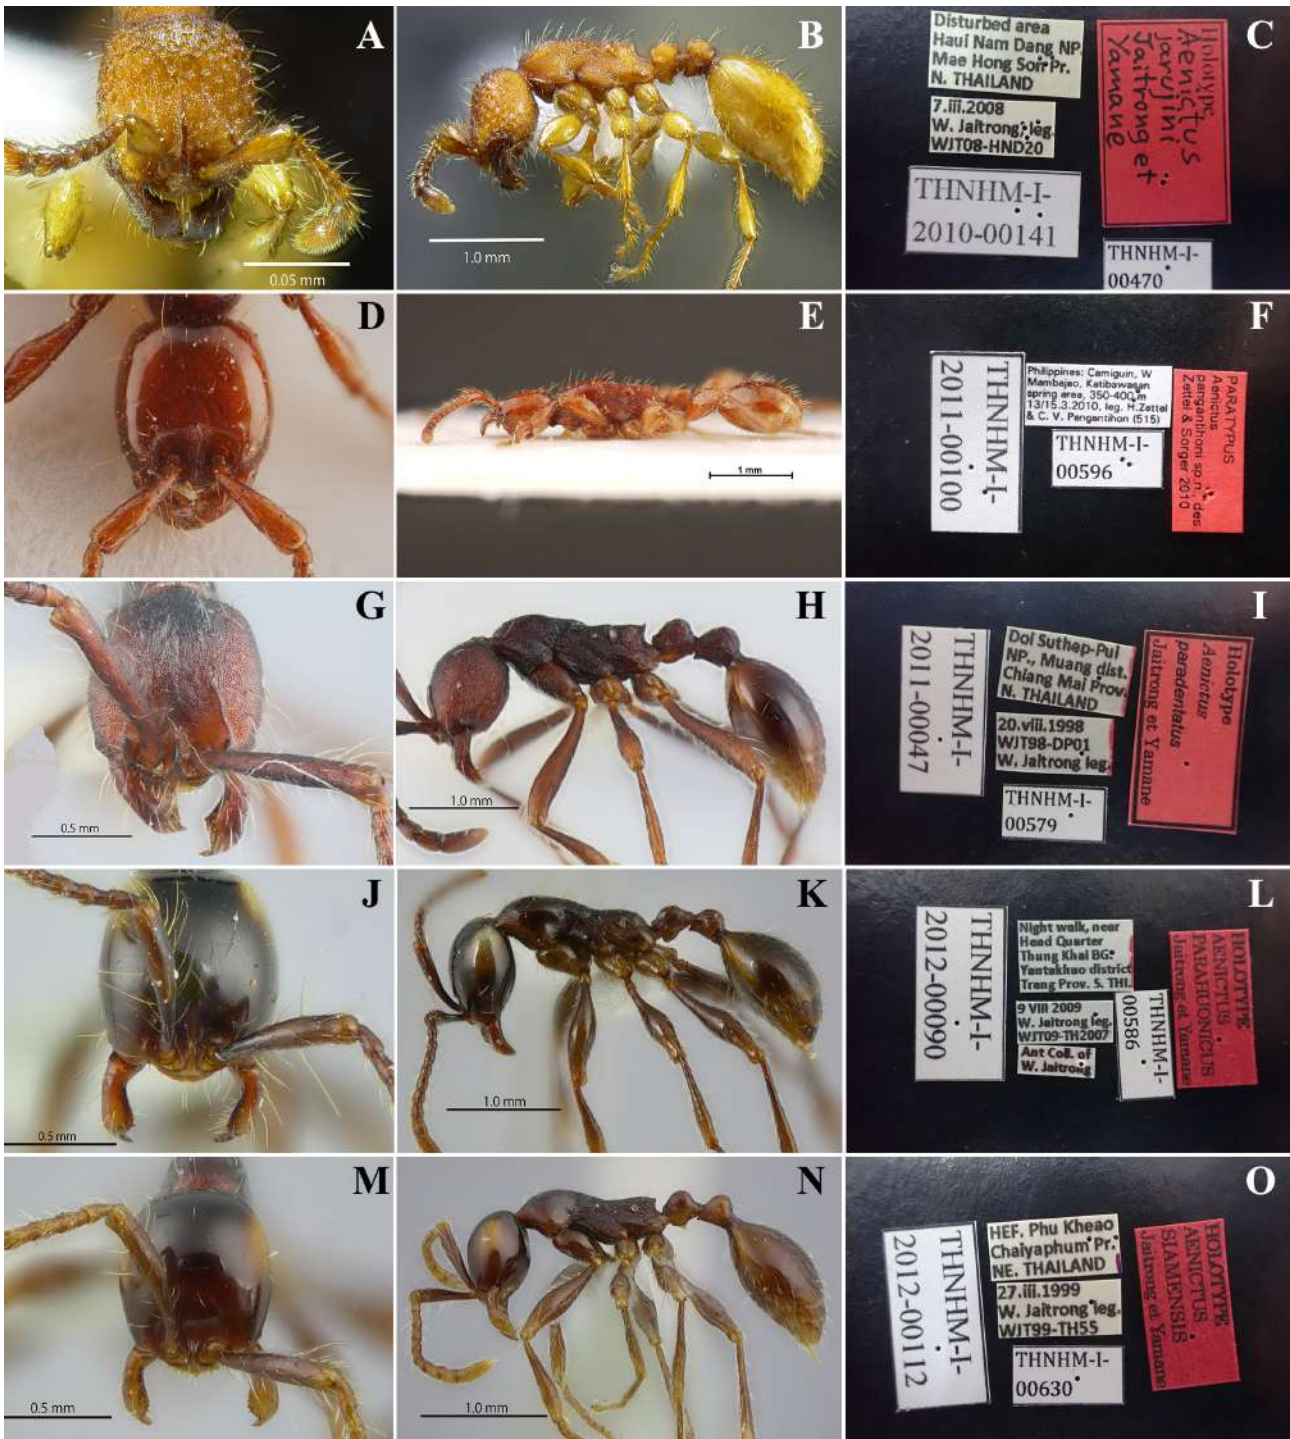 A
0.05 mm
B
1.0 mm
C
Disturbed area
Haui Nam Dang NP.
Mae Hong Son Pr.
N. THAILAND
7.iii.2008
W. Jaitrong leg.
WJT08-HND20
THNHM-I-
2010-00141
Holotype
Aenictus
jarujini
Jaitrong et
Yamane
THNHM-I-
00470
D
E
1 mm
F
THNHM-I-
2011-00100
Philippines: Camiguin, W
Mambajao, Katibawasan
spring area, 350-400 m
13/15.3.2010, leg. H.Zettel
& C. V. Pangantihon (515)
THNHM-I-
00596
PARATYPUS
Aenictus
pangantihoni sp.n. des
Zettel & Sorger 2010
G
0.5 mm
H
1.0 mm
I
THNHM-I-
2011-00047
Doi Suthep-Pui
NP., Muang dist.
Chiang Mai Prov.
N. THAILAND
20.viii.1998
WJT98-DP01
W. Jaitrong leg.
THNHM-I-
00579
Holotype
Aenictus
paradentatus
Jaitrong et Yamane
J
0.5 mm
K
1.0 mm
L
THNHM-I-
2012-00090
Night walk, near
Head Quarter
Thung Khai BG.
Yantakhao district
Trang Prov. S. THI.
9 VIII 2009
W. Jaitrong leg.
WJT09-TH2007
Ant Coll. of
W. Jaitrong
THNHM-I-
00586
HOLOTYPE
AENICTUS
PARAHUONICUS
Jaitrong et Yamane
M
0.5 mm
N
1.0 mm
O
THNHM-I-
2012-00112
HEF, Phu Kheao
Chaiyaphum Pr.
NE. THAILAND
27.iii.1999
W. Jaitrong leg.
WJT99-TH55
THNHM-I-
00630
HOLOTYPE
AENICTUS
SIAMENSIS
Jaitrong et Yamane